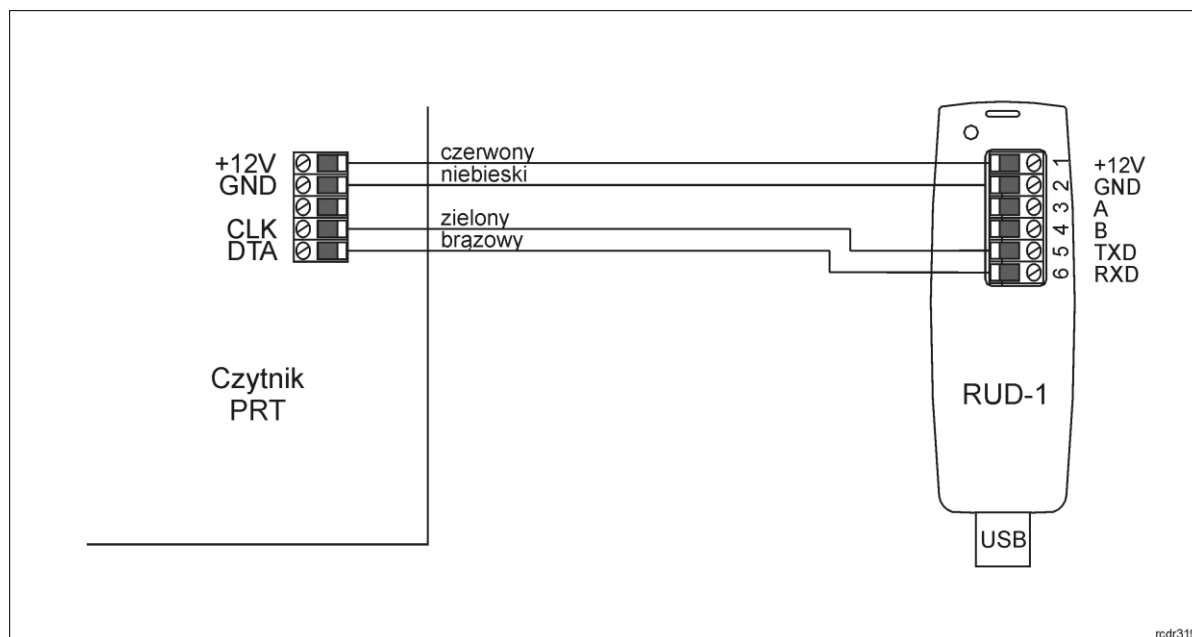 +12V
GND
CLK
DTA
czerwony
niebieski
zielony
brązowy
1
2
3
4
5
6
+12V
GND
A
B
TXD
RXD
Czytnik
PRT
RUD-1
USB